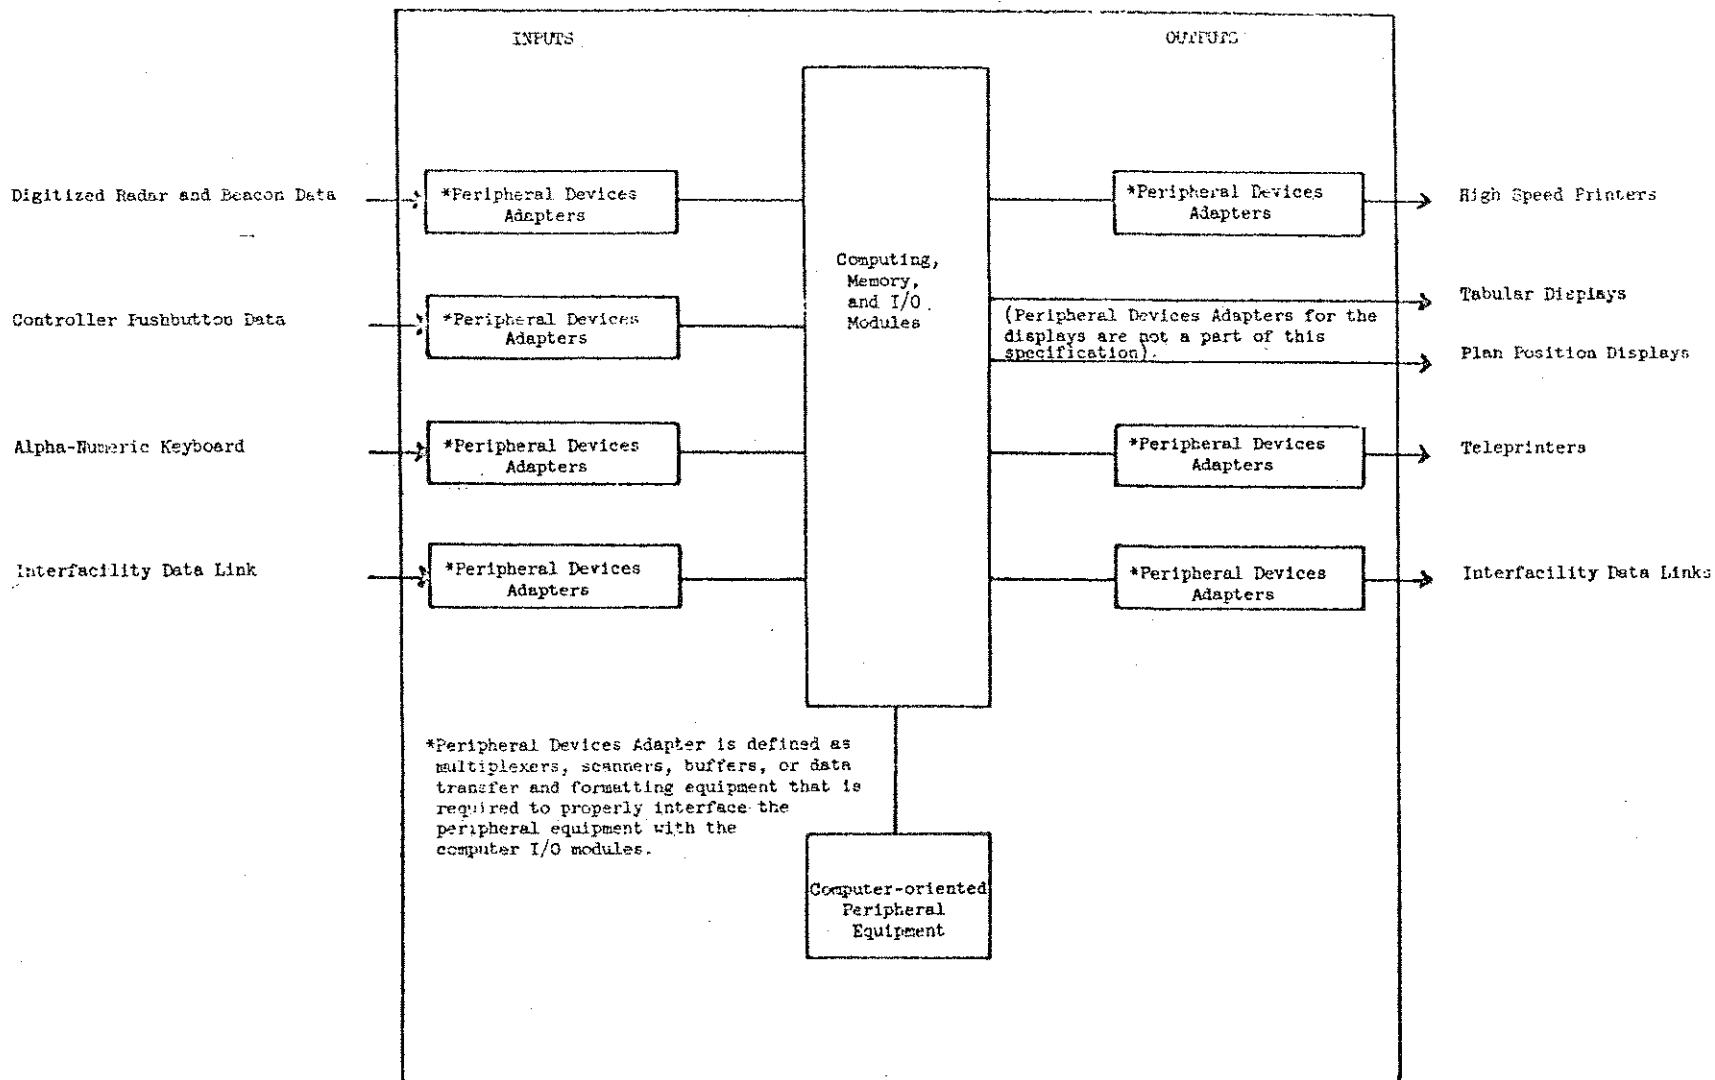 INPUTS
OUTPUTS
Digitized Radar and Beacon Data
*Peripheral Devices
Adapters
*Peripheral Devices
Adapters
High Speed Printers
Computing,
Memory,
and I/O
Modules
Controller Pushbutton Data
*Peripheral Devices
Adapters
Tabular Displays
(Peripheral Devices Adapters for the
displays are not a part of this
specification).
Plan Position Displays
Alpha-Numeric Keyboard
*Peripheral Devices
Adapters
*Peripheral Devices
Adapters
Teleprinters
Interfacility Data Link
*Peripheral Devices
Adapters
*Peripheral Devices
Adapters
Interfacility Data Links
*Peripheral Devices Adapter is defined as
multiplexers, scanners, buffers, or data
transfer and formatting equipment that is
required to properly interface the
peripheral equipment with the
computer I/O modules.
Computer-oriented
Peripheral
Equipment